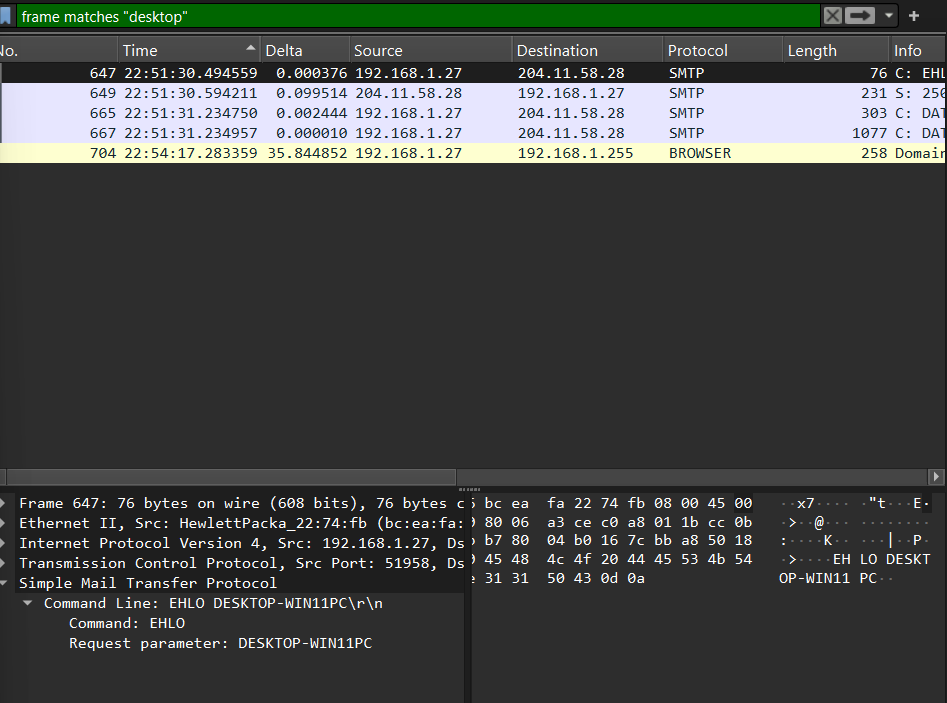 frame matches "desktop"
No. Time Delta Source Destination Protocol Length Info
647 22:51:30.494559 0.000376 192.168.1.27 204.11.58.28 SMTP 76 C: EHL
649 22:51:30.594211 0.099514 204.11.58.28 192.168.1.27 SMTP 231 S: 250
665 22:51:31.234750 0.002444 192.168.1.27 204.11.58.28 SMTP 303 C: DAT
667 22:51:31.234957 0.000010 192.168.1.27 204.11.58.28 SMTP 1077 C: DAT
704 22:54:17.283359 35.844852 192.168.1.27 192.168.1.255 BROWSER 258 Domain
Frame 647: 76 bytes on wire (608 bits), 76 bytes c
Ethernet II, Src: HewlettPacka_22:74:fb (bc:ea:fa:
Internet Protocol Version 4, Src: 192.168.1.27, Ds
Transmission Control Protocol, Src Port: 51958, Ds
Simple Mail Transfer Protocol
Command Line: EHLO DESKTOP-WIN11PC\r\n
Command: EHLO
Request parameter: DESKTOP-WIN11PC
bc ea fa 22 74 fb 08 00 45 00 ··x7···· ·"t···E·
80 06 a3 ce c0 a8 01 1b cc 0b ·>··@··· ········
b7 80 04 b0 16 7c bb a8 50 18 :····K·· ···|··P·
45 48 4c 4f 20 44 45 53 4b 54 ·>····EH LO DESKT
31 31 50 43 0d 0a OP-WIN11 PC··